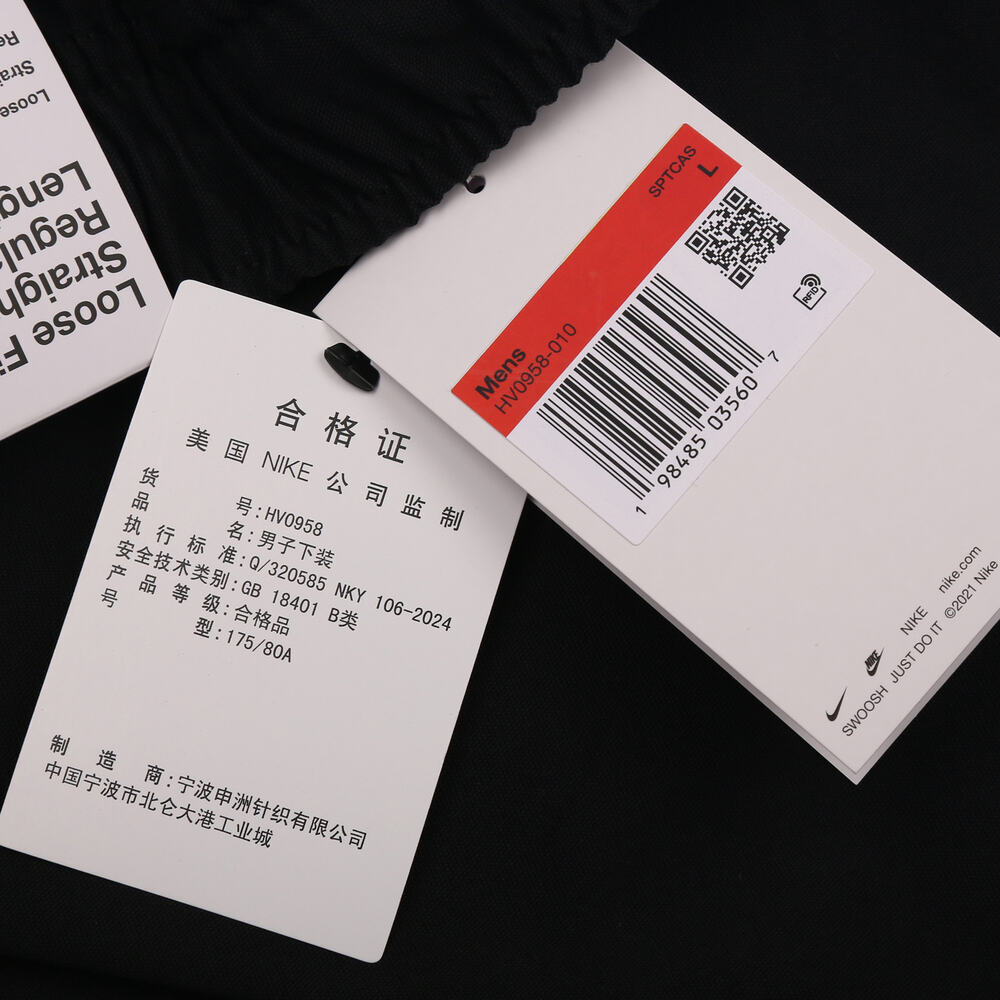 Loose
Loose Fi
Straigh
Regula
Leng
合格证
美国 NIKE 公司监制
货号:HV0958
品名:男子下装
执行标准:Q/320585 NKY 106-2024
安全技术类别:GB 18401 B类
产品等级:合格品
号型:175/80A
制造商:宁波申洲针织有限公司
中国宁波市北仑大港工业城
SPTCAS
L
Mens
HV0958-010
RFID
1 98485 03560 7
NIKE nike.com
SWOOSH JUST DO IT ©2021 Nike